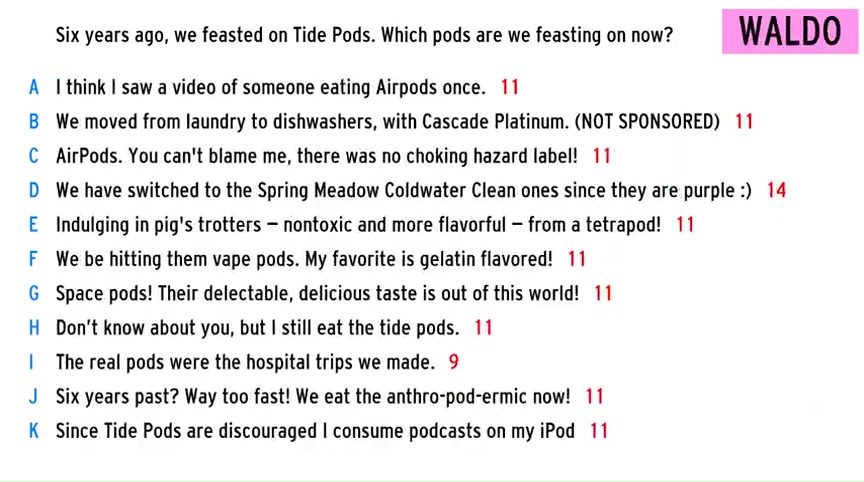 Six years ago, we feasted on Tide Pods. Which pods are we feasting on now?
WALDO
A I think I saw a video of someone eating Airpods once. 11
B We moved from laundry to dishwashers, with Cascade Platinum. (NOT SPONSORED) 11
C AirPods. You can't blame me, there was no choking hazard label! 11
D We have switched to the Spring Meadow Coldwater Clean ones since they are purple :) 14
E Indulging in pig's trotters – nontoxic and more flavorful – from a tetrapod! 11
F We be hitting them vape pods. My favorite is gelatin flavored! 11
G Space pods! Their delectable, delicious taste is out of this world! 11
H Don’t know about you, but I still eat the tide pods. 11
I The real pods were the hospital trips we made. 9
J Six years past? Way too fast! We eat the anthro-pod-ermic now! 11
K Since Tide Pods are discouraged I consume podcasts on my iPod 11